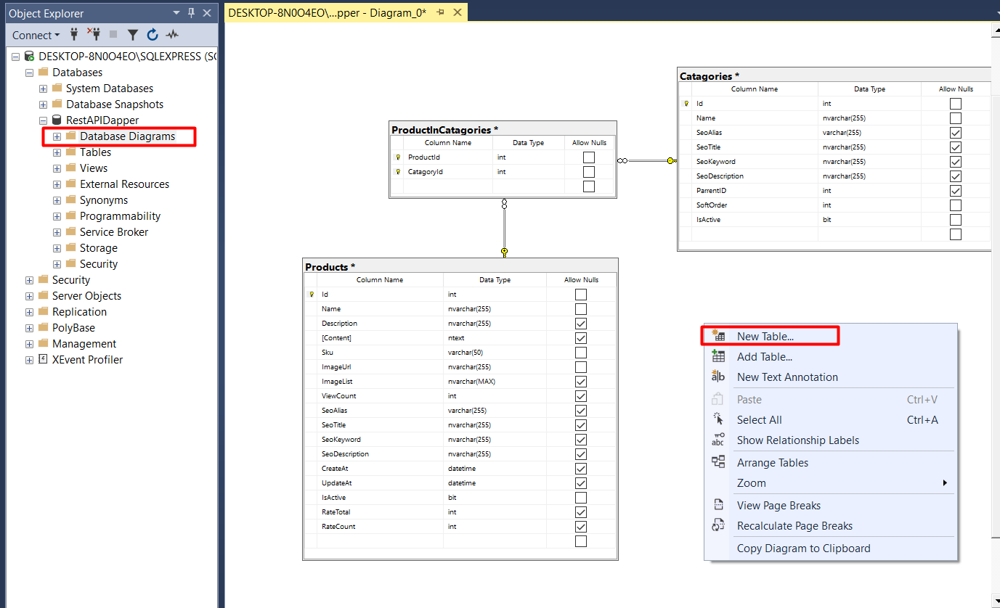 Object Explorer
Connect
DESKTOP-8N0O4EO\SQLEXPRESS (SQ
Databases
System Databases
Database Snapshots
RestAPIDapper
Database Diagrams
Tables
Views
External Resources
Synonyms
Programmability
Service Broker
Storage
Security
Security
Server Objects
Replication
PolyBase
Management
XEvent Profiler
DESKTOP-8N0O4EO\...pper - Diagram_0*
ProductInCatagories *
Column Name Data Type Allow Nulls
ProductId int
CatagoryId int
Catagories *
Column Name Data Type Allow Nulls
Id int
Name nvarchar(255)
SeoAlias varchar(255)
SeoTitle nvarchar(255)
SeoKeyword nvarchar(255)
SeoDescription nvarchar(255)
ParrentID int
SoftOrder int
IsActive bit
Products *
Column Name Data Type Allow Nulls
Id int
Name nvarchar(255)
Description nvarchar(255)
[Content] ntext
Sku varchar(50)
ImageUrl nvarchar(255)
ImageList nvarchar(MAX)
ViewCount int
SeoAlias varchar(255)
SeoTitle nvarchar(255)
SeoKeyword nvarchar(255)
SeoDescription nvarchar(255)
CreateAt datetime
UpdateAt datetime
IsActive bit
RateTotal int
RateCount int
New Table...
Add Table...
a|b New Text Annotation
Paste Ctrl+V
Select All Ctrl+A
abc Show Relationship Labels
Arrange Tables
Zoom
View Page Breaks
Recalculate Page Breaks
Copy Diagram to Clipboard